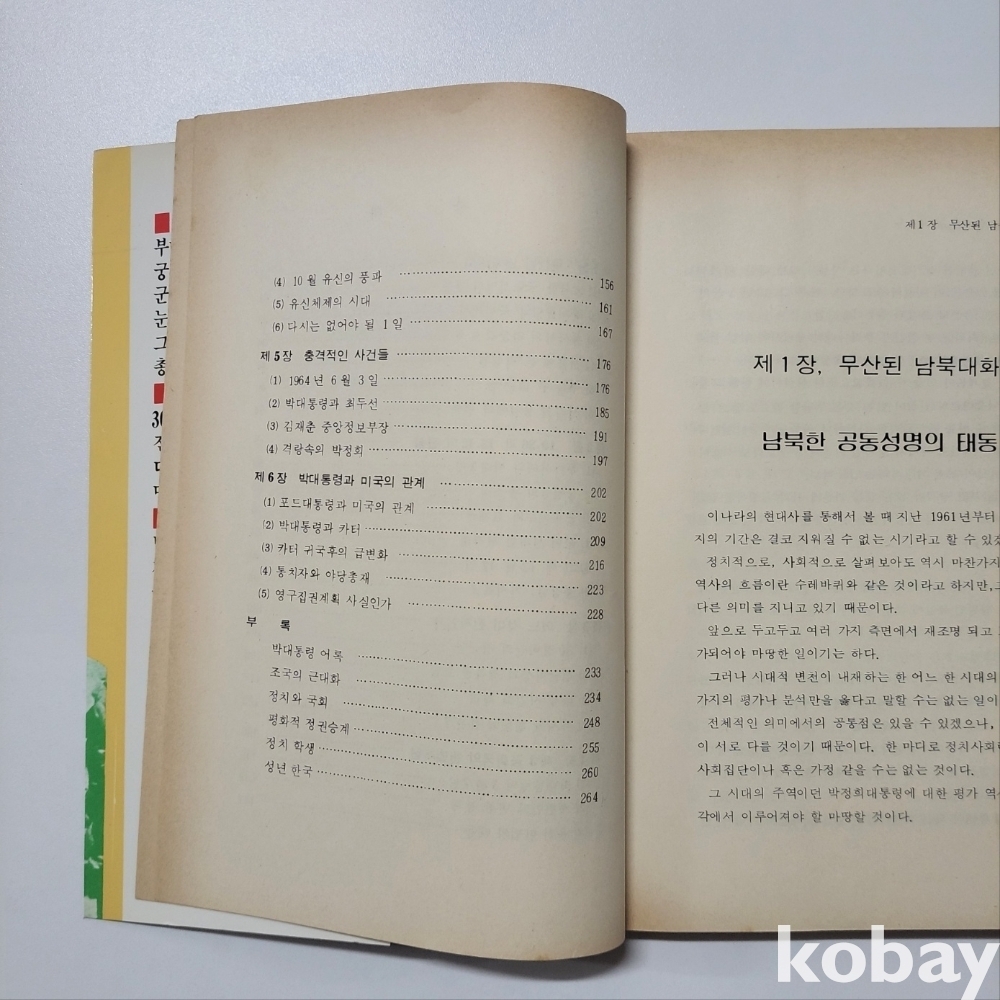 부
궁
군
눈
그
총
30
(4) 10월 유신의 풍과 156
(5) 유신체제의 시대 161
(6) 다시는 없어야 될 1일 167
제5장 충격적인 사건들 176
(1) 1964년 6월 3일 176
(2) 박대통령과 최두선 185
(3) 김재춘 중앙정보부장 191
(4) 격랑속의 박정희 197
제6장 박대통령과 미국의 관계 202
(1) 포드대통령과 미국의 관계 202
(2) 박대통령과 카터 209
(3) 카터 귀국후의 급변화 216
(4) 통치자와 야당총재 223
(5) 영구집권계획 사실인가 228
부 록
박대통령 어록 233
조국의 근대화 234
정치와 국회 248
평화적 정권승계 255
정치 학생 260
성년 한국 264
제1장 무산된 남
제1장, 무산된 남북대화
남북한 공동성명의 태동
이나라의 현대사를 통해서 볼 때 지난 1961년부터
지의 기간은 결코 지워질 수 없는 시기라고 할 수 있겠
정치적으로, 사회적으로 살펴보아도 역시 마찬가지
역사의 흐름이란 수레바퀴와 같은 것이라고 하지만,
다른 의미를 지니고 있기 때문이다.
앞으로 두고두고 여러 가지 측면에서 재조명 되고
가되어야 마땅한 일이기는 하다.
그러나 시대적 변천이 내재하는 한 어느 한 시대의
가지의 평가나 분석만을 옳다고 말할 수는 없는 일이
전체적인 의미에서의 공통점은 있을 수 있겠으나,
이 서로 다를 것이기 때문이다. 한 마디로 정치사회
사회집단이나 혹은 가정 같을 수는 없는 것이다.
그 시대의 주역이던 박정희대통령에 대한 평가 역시
각에서 이루어져야 할 마땅할 것이다.
kobay